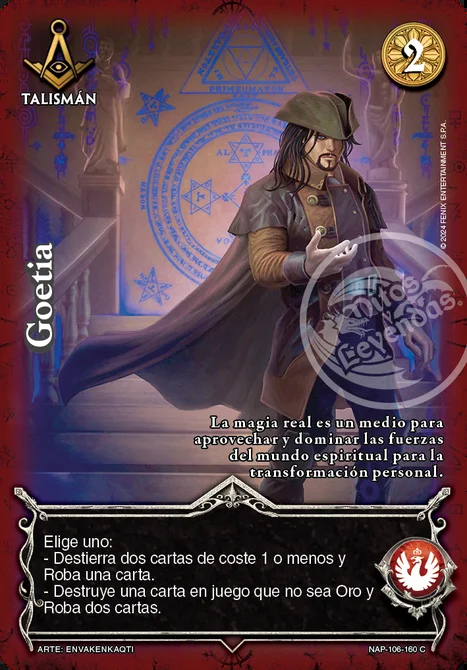 2
TALISMÁN
© 2024 FENIX ENTERTAINMENT S.P.A.
PRIMEUMATON
Goetïa
Mitos
y
Leyendas.
La magia real es un medio para
aprovechar y dominar las fuerzas
del mundo espiritual para la
transformación personal.
Elige uno:
- Destierra dos cartas de coste 1 o menos y
Roba una carta.
- Destruye una carta en juego que no sea Oro y
Roba dos cartas.
ARTE: ENVAKENKAQTI
NAP-106-160 C